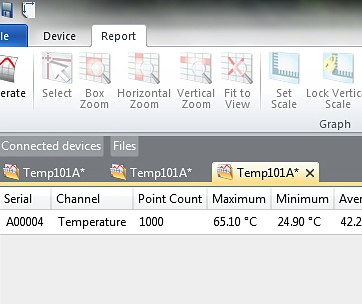 le Device Report
erate Select Box Zoom Horizontal Zoom Vertical Zoom Fit to View Set Scale Lock Vertic Scale
Graph
Connected devices Files
Temp101A* Temp101A* Temp101A*
Serial Channel Point Count Maximum Minimum Aver
A00004 Temperature 1000 65.10 °C 24.90 °C 42.2